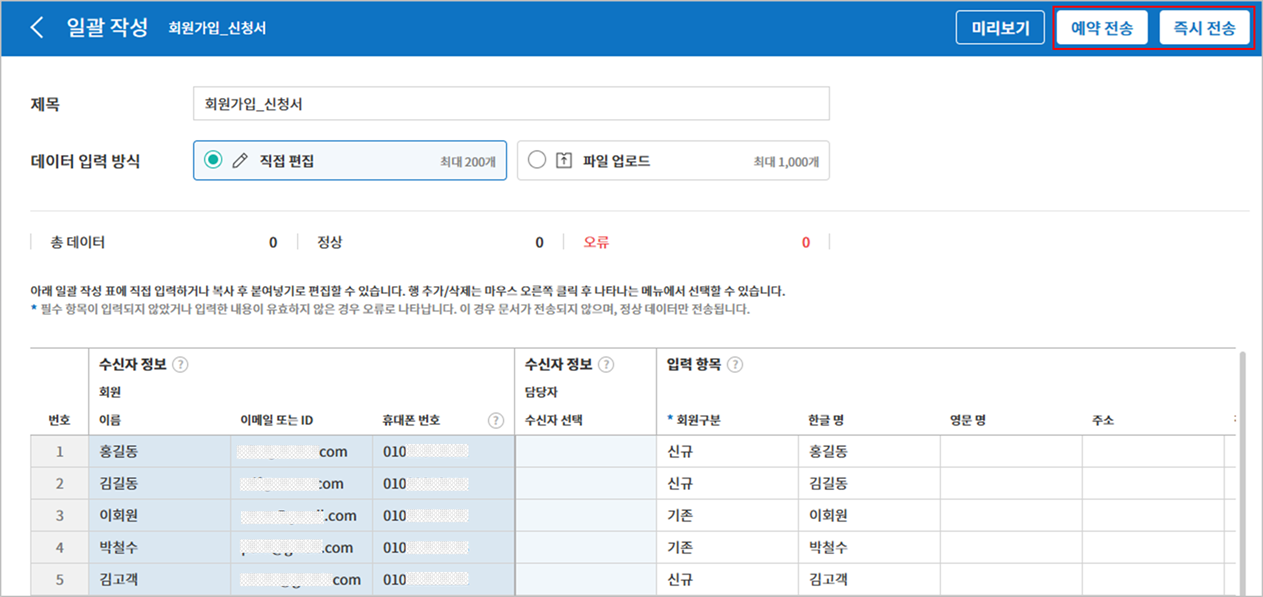 일괄 작성 회원가입_신청서 미리보기 예약 전송 즉시 전송
제목 회원가입_신청서
데이터 입력 방식 직접 편집 최대 200개 파일 업로드 최대 1,000개
총 데이터 0 정상 0 오류 0
아래 일괄 작성 표에 직접 입력하거나 복사 후 붙여넣기로 편집할 수 있습니다. 행 추가/삭제는 마우스 오른쪽 클릭 후 나타나는 메뉴에서 선택할 수 있습니다.
* 필수 항목이 입력되지 않았거나 입력한 내용이 유효하지 않은 경우 오류로 나타납니다. 이 경우 문서가 전송되지 않으며, 정상 데이터만 전송됩니다.
수신자 정보 ? 수신자 정보 ? 입력 항목 ?
회원 담당자
번호 이름 이메일 또는 ID 휴대폰 번호 ? 수신자 선택 * 회원구분 한글 명 영문 명 주소
1 홍길동 com 010 신규 홍길동
2 김길동 com 010 신규 김길동
3 이회원 .com 010 기존 이회원
4 박철수 .com 010 기존 박철수
5 김고객 com 010 신규 김고객